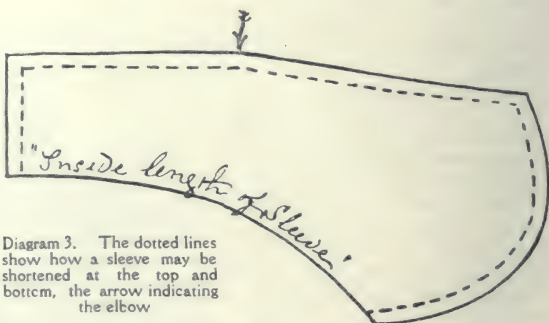 "Inside length of Sleeve"
Diagram 3. The dotted lines
show how a sleeve may be
shortened at the top and
bottom, the arrow indicating
the elbow